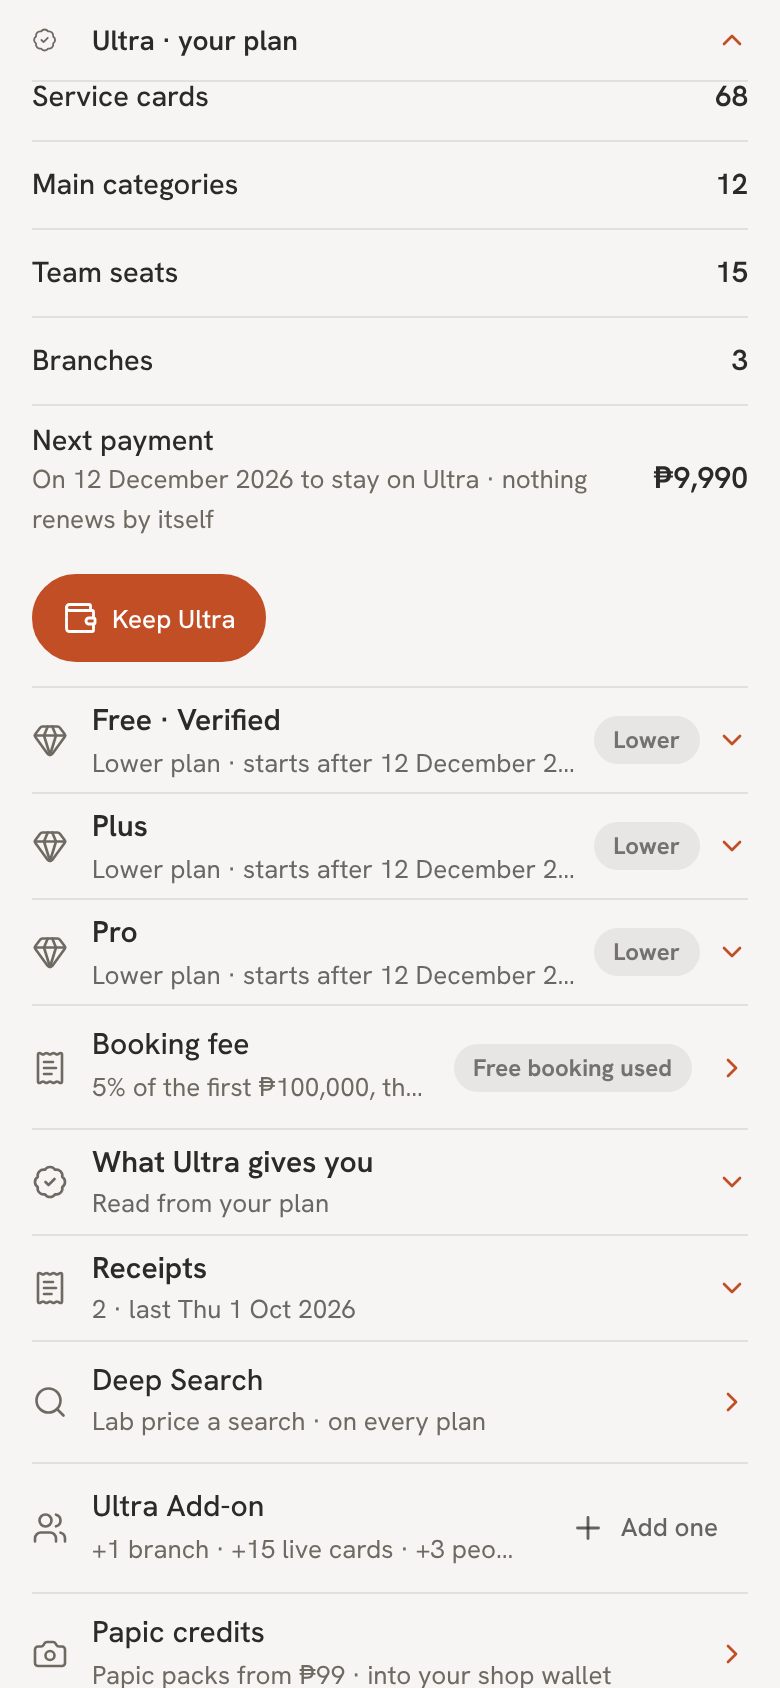 Ultra · your plan
Service cards 68
Main categories 12
Team seats 15
Branches 3
Next payment
On 12 December 2026 to stay on Ultra · nothing
renews by itself
₱9,990
Keep Ultra
Free · Verified
Lower plan · starts after 12 December 2...
Lower
Plus
Lower plan · starts after 12 December 2...
Lower
Pro
Lower plan · starts after 12 December 2...
Lower
Booking fee
5% of the first ₱100,000, th...
Free booking used
What Ultra gives you
Read from your plan
Receipts
2 · last Thu 1 Oct 2026
Deep Search
Lab price a search · on every plan
Ultra Add-on
+1 branch · +15 live cards · +3 peo...
Add one
Papic credits
Papic packs from ₱99 · into your shop wallet